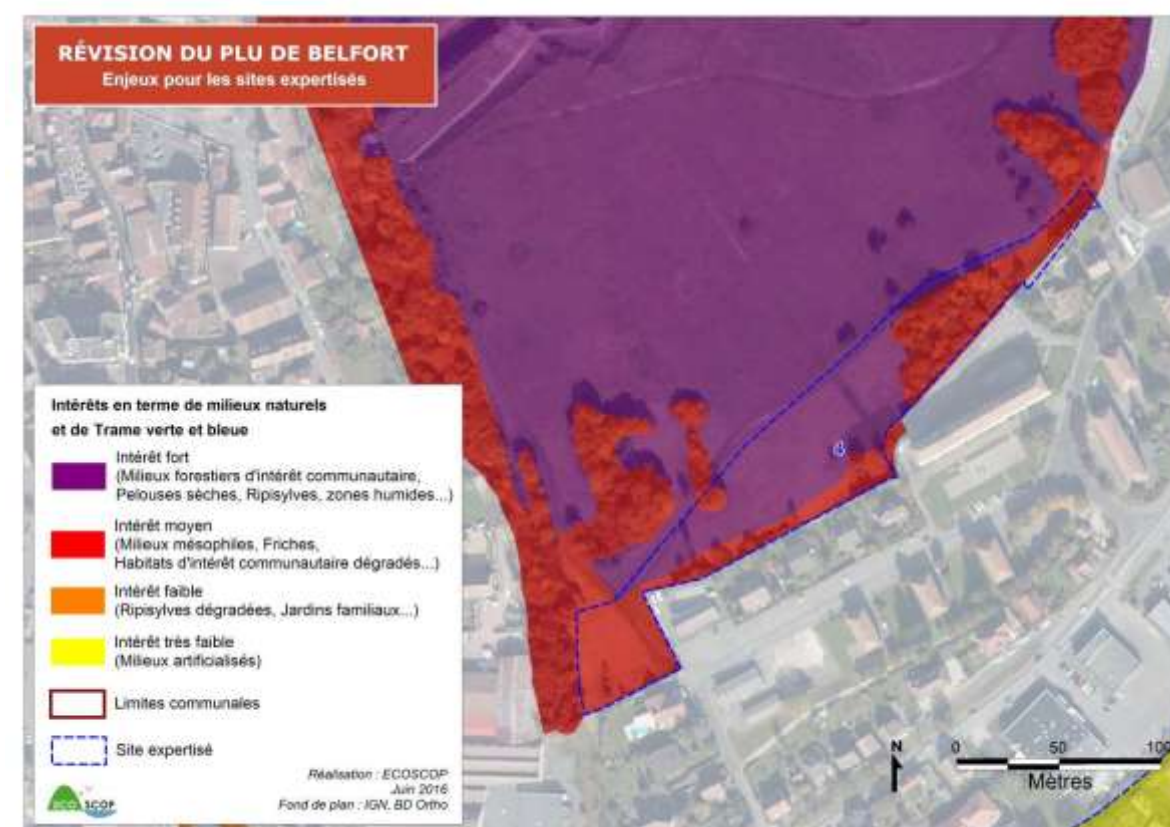 RÉVISION DU PLU DE BELFORT
Enjeux pour les sites expertisés
Intérêts en terme de milieux naturels
et de Trame verte et bleue
Intérêt fort
(Milieux forestiers d'intérêt communautaire,
Pelouses sèches, Ripisylves, zones humides...)
Intérêt moyen
(Milieux mésophiles, Friches,
Habitats d'intérêt communautaire dégradés...)
Intérêt faible
(Ripisylves dégradées, Jardins familiaux...)
Intérêt très faible
(Milieux artificialisés)
Limites communales
Site expertisé
Réalisation : ECOSCOP
Juin 2016
Fond de plan : IGN, BD Ortho
ECO SCOP
N
0 50 100
Mètres